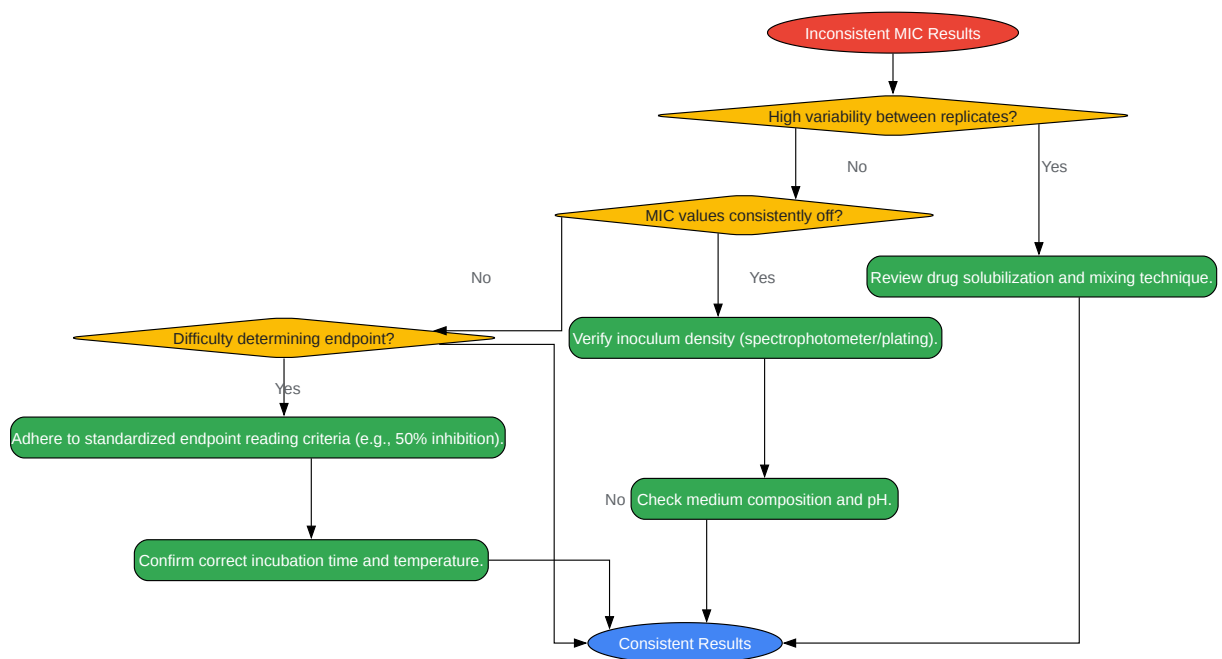 Inconsistent MIC Results
High variability between replicates?
No
Yes
MIC values consistently off?
No
Yes
Review drug solubilization and mixing technique.
Difficulty determining endpoint?
Verify inoculum density (spectrophotometer/plating).
Yes
Adhere to standardized endpoint reading criteria (e.g., 50% inhibition).
No
Check medium composition and pH.
Confirm correct incubation time and temperature.
Consistent Results